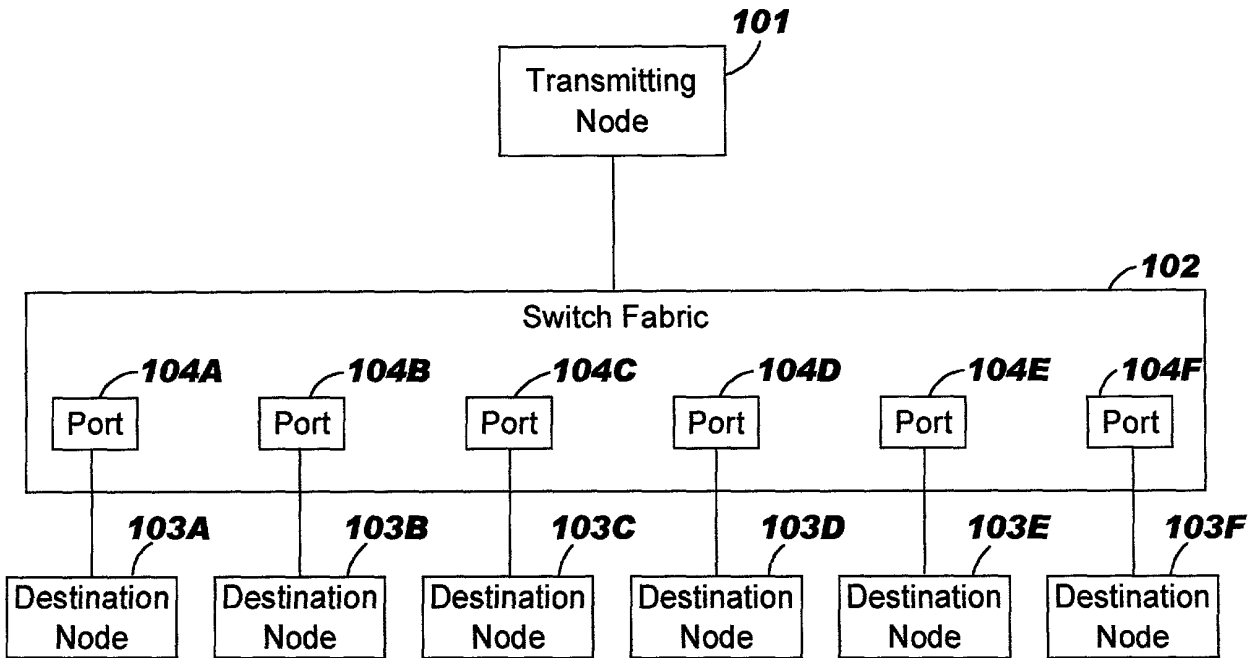 101
Transmitting
Node
102
Switch Fabric
104A 104B 104C 104D 104E 104F
Port Port Port Port Port Port
103A 103B 103C 103D 103E 103F
Destination Destination Destination Destination Destination Destination
Node Node Node Node Node Node